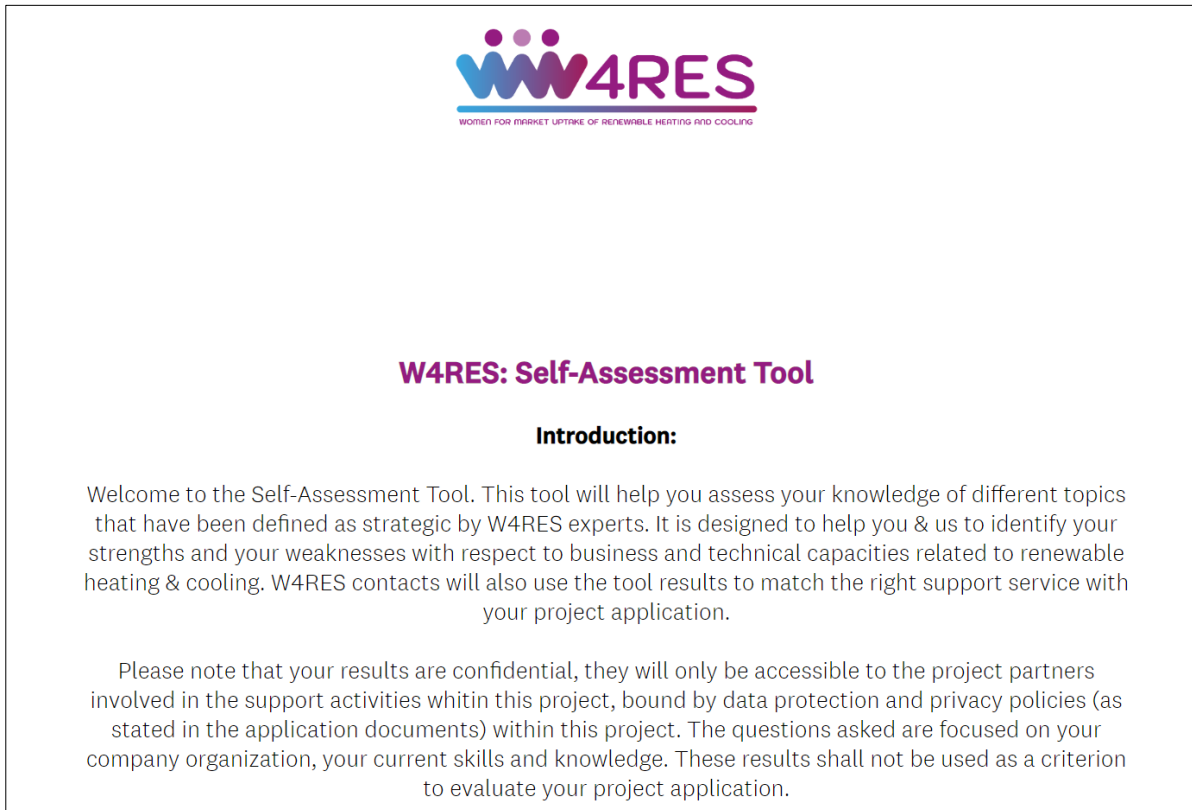 W4RES
WOMEN FOR MARKET UPTAKE OF RENEWABLE HEATING AND COOLING
W4RES: Self-Assessment Tool
Introduction:
Welcome to the Self-Assessment Tool. This tool will help you assess your knowledge of different topics
that have been defined as strategic by W4RES experts. It is designed to help you & us to identify your
strengths and your weaknesses with respect to business and technical capacities related to renewable
heating & cooling. W4RES contacts will also use the tool results to match the right support service with
your project application.
Please note that your results are confidential, they will only be accessible to the project partners
involved in the support activities whitin this project, bound by data protection and privacy policies (as
stated in the application documents) within this project. The questions asked are focused on your
company organization, your current skills and knowledge. These results shall not be used as a criterion
to evaluate your project application.